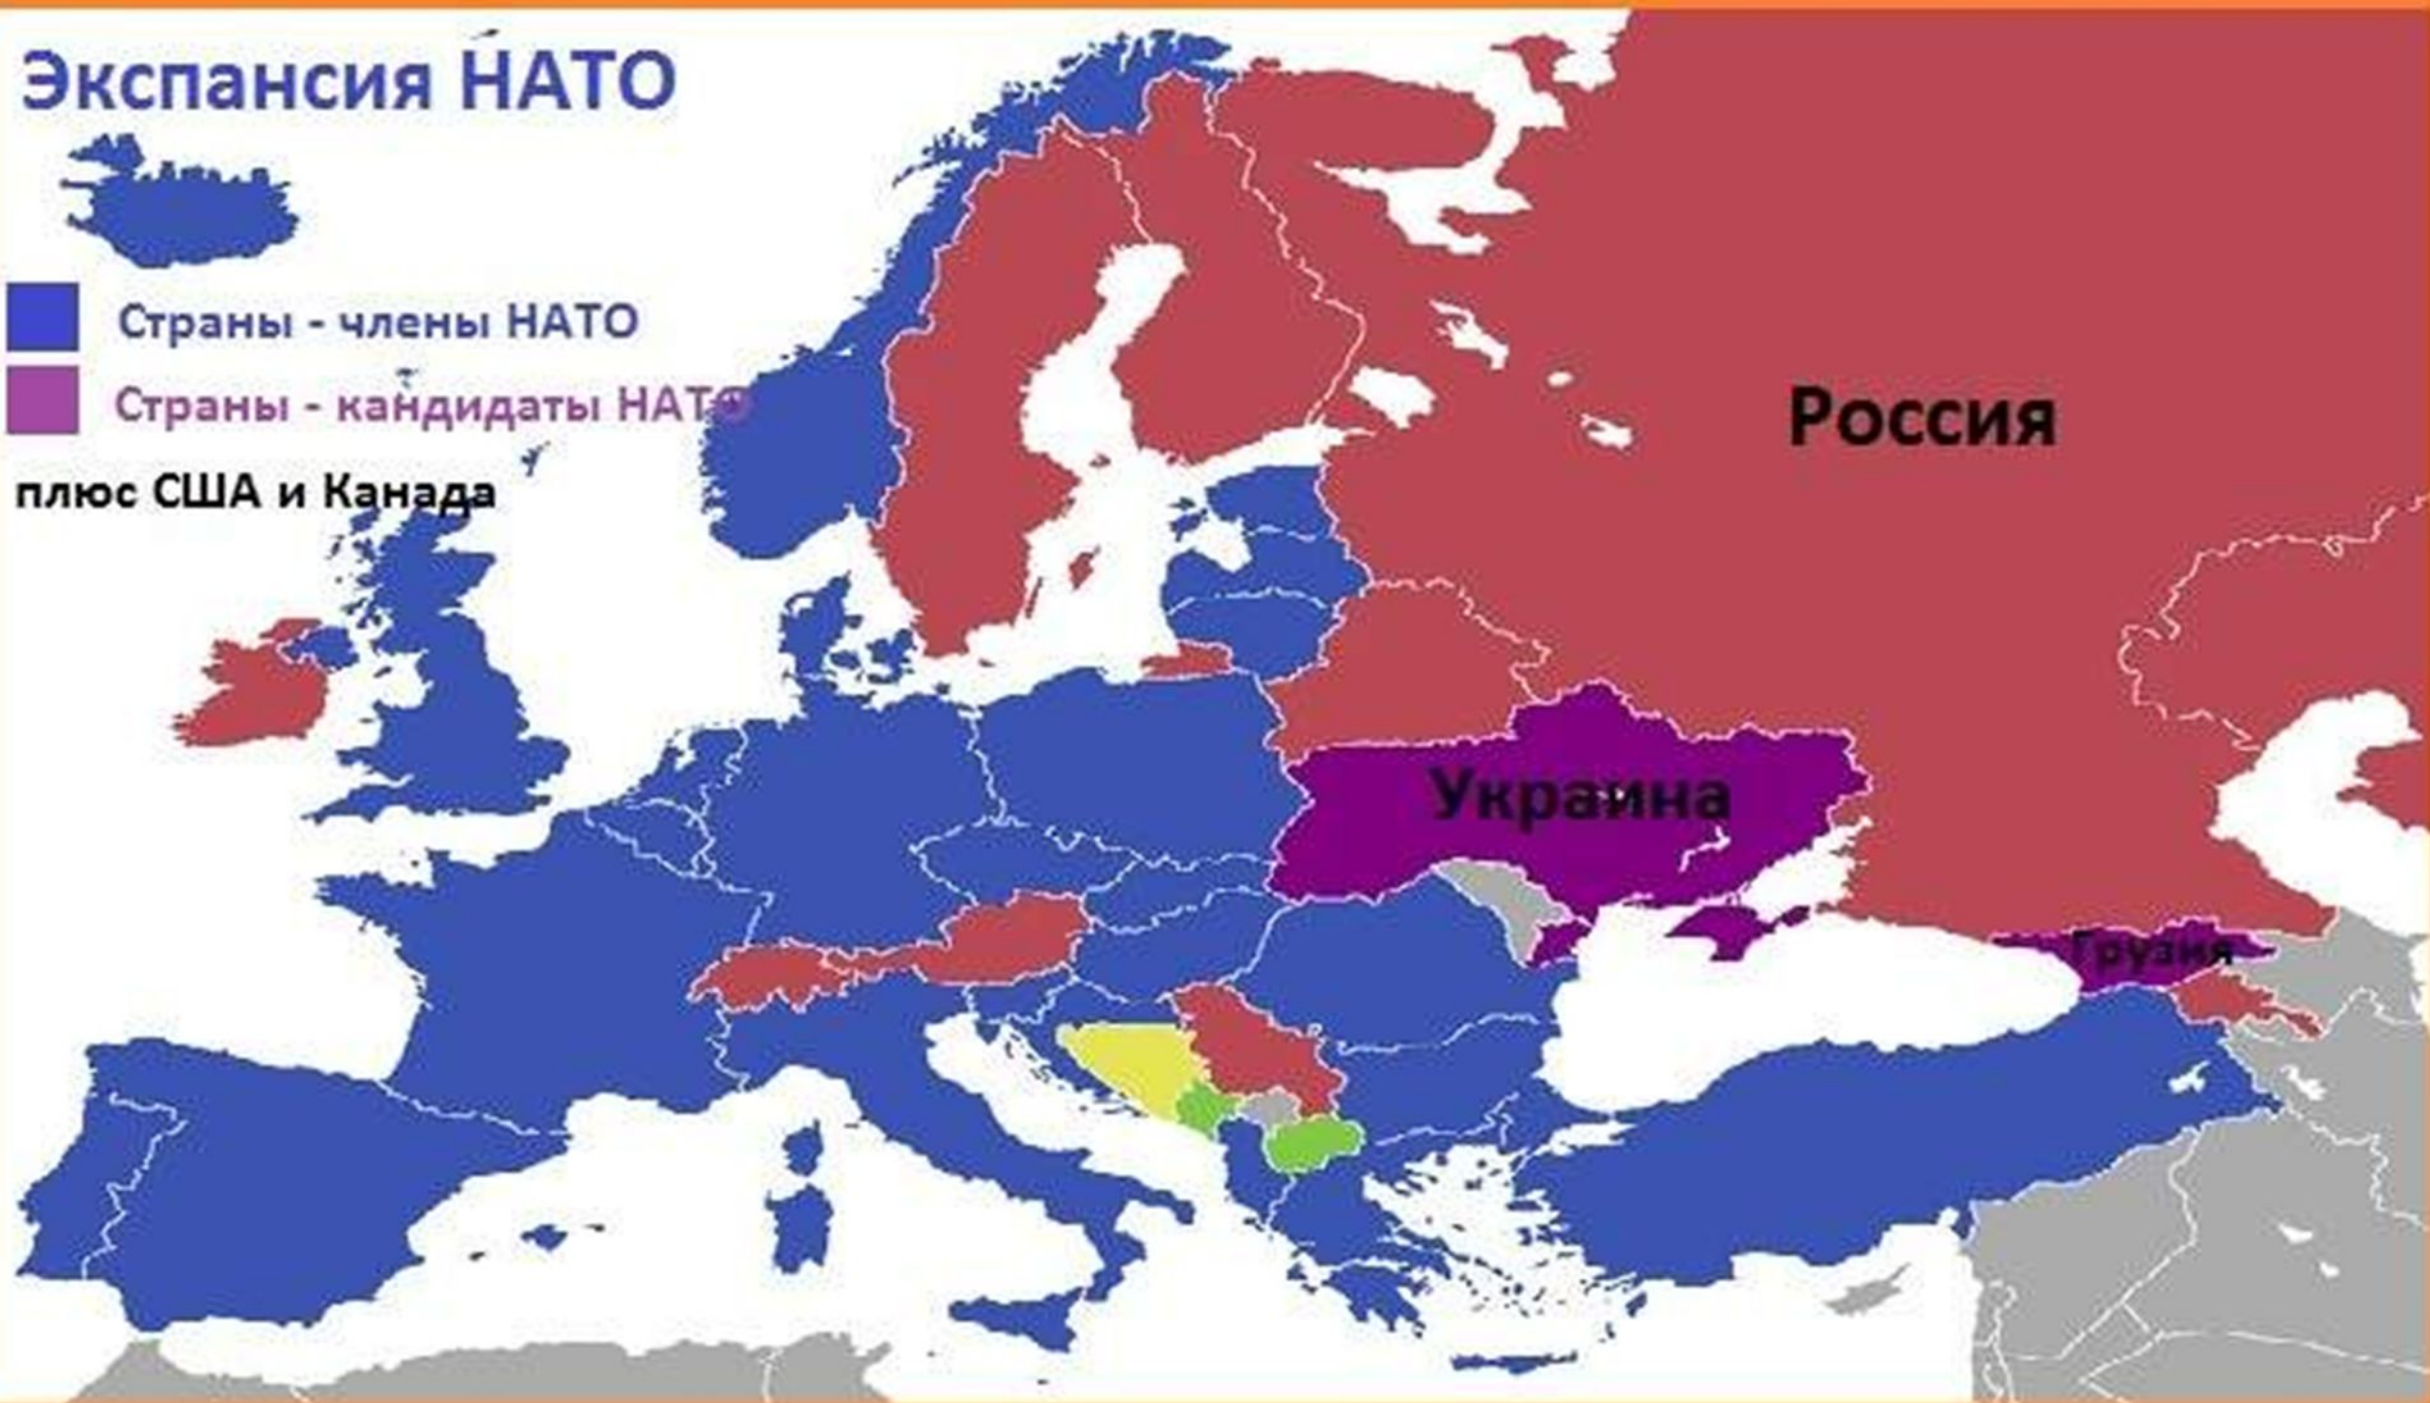 Экспансия НАТО
Страны - члены НАТО
Страны - кандидаты НАТО
плюс США и Канада
Россия
Украина
Грузия